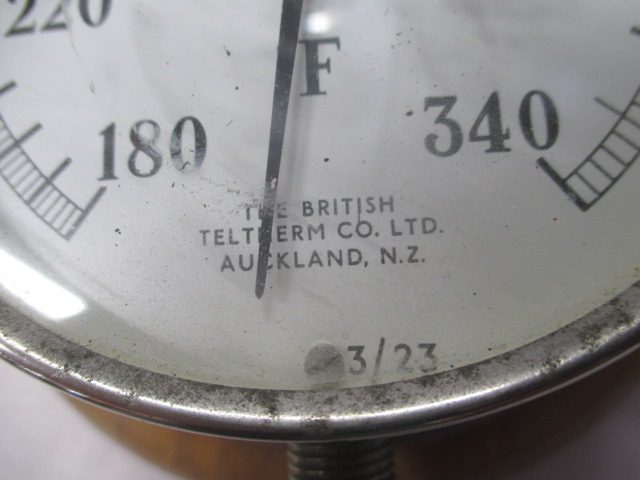 220
F
180
340
THE BRITISH
TELTHERM CO. LTD.
AUCKLAND, N.Z.
3/23